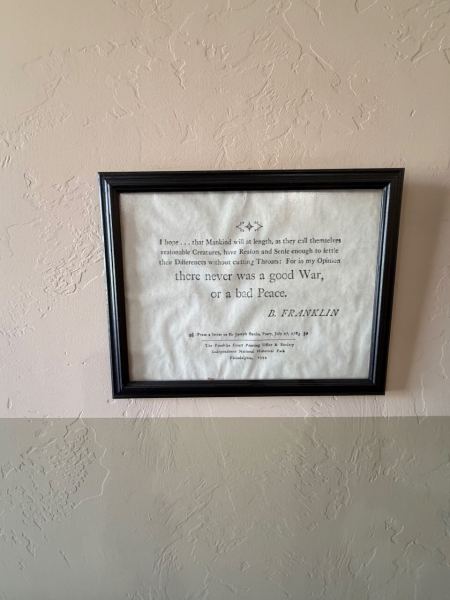 I hope . . . that Mankind will at length, as they call themselves
reaſonable Creatures, have Reaſon and Senſe enough to ſettle
their Differences without cutting Throats: For in my Opinion
there never was a good War,
or a bad Peace.
B. FRANKLIN
From a letter to Sir Joseph Banks, Passy, July 27, 1783
The Franklin Court Printing Office & Bindery
Independence National Historical Park
Philadelphia,